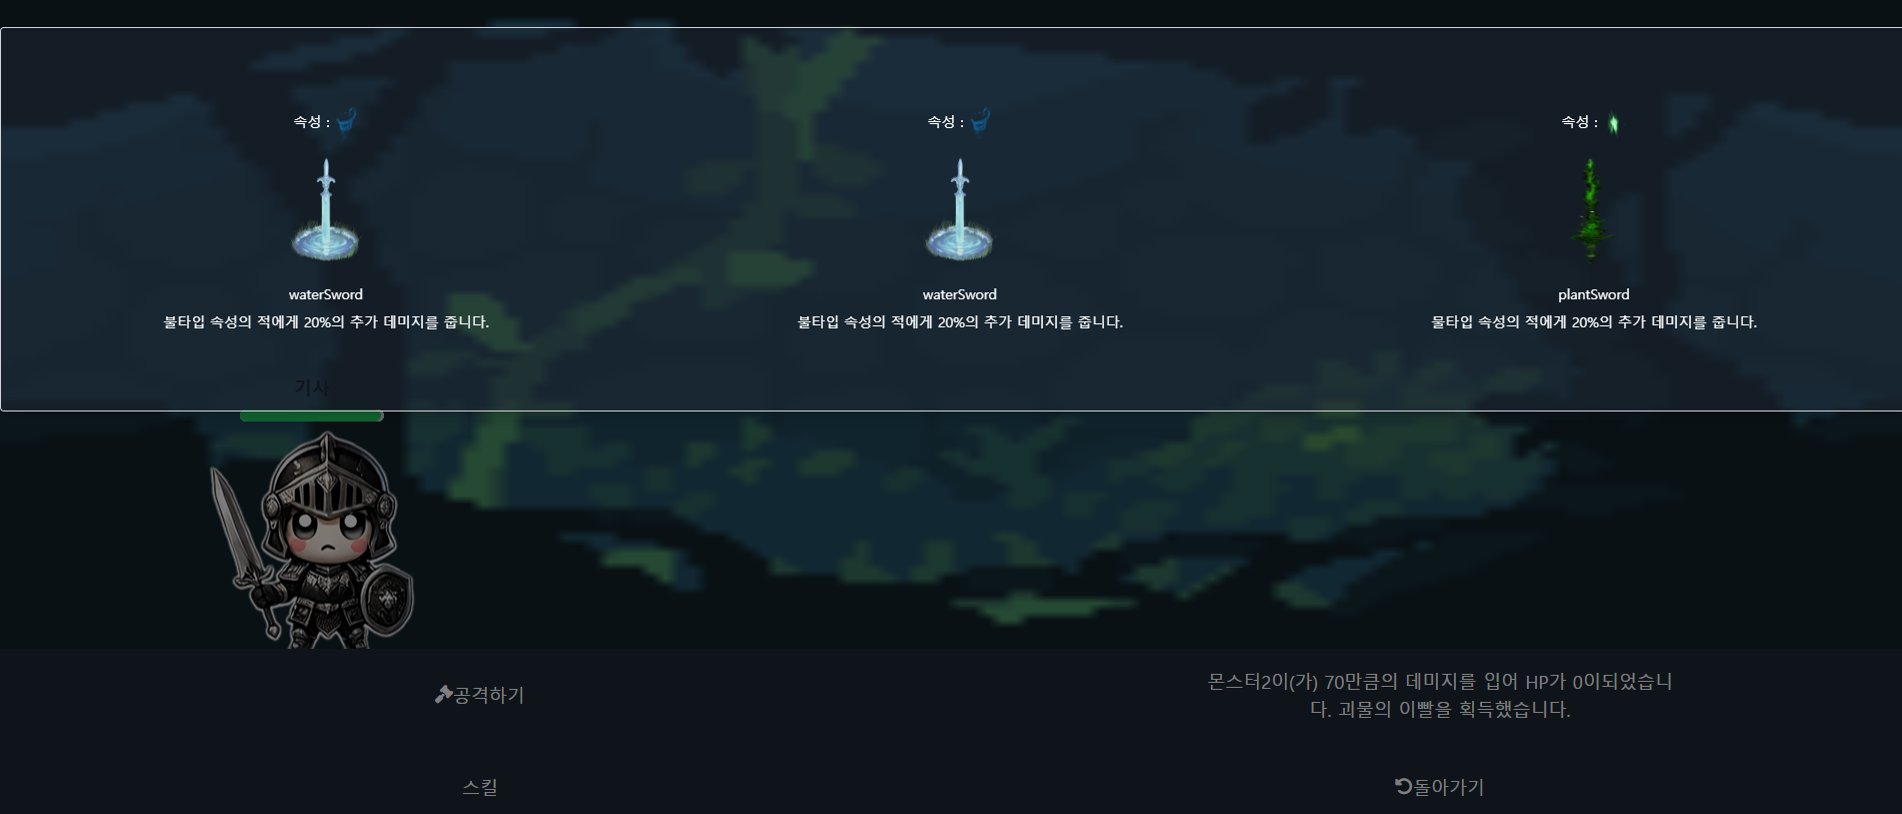 속성 :
속성 :
속성 :
waterSword
waterSword
plantSword
불타입 속성의 적에게 20%의 추가 데미지를 줍니다.
불타입 속성의 적에게 20%의 추가 데미지를 줍니다.
물타입 속성의 적에게 20%의 추가 데미지를 줍니다.
기사
공격하기
몬스터2이(가) 70만큼의 데미지를 입어 HP가 0이되었습니
다. 괴물의 이빨을 획득했습니다.
스킬
돌아가기